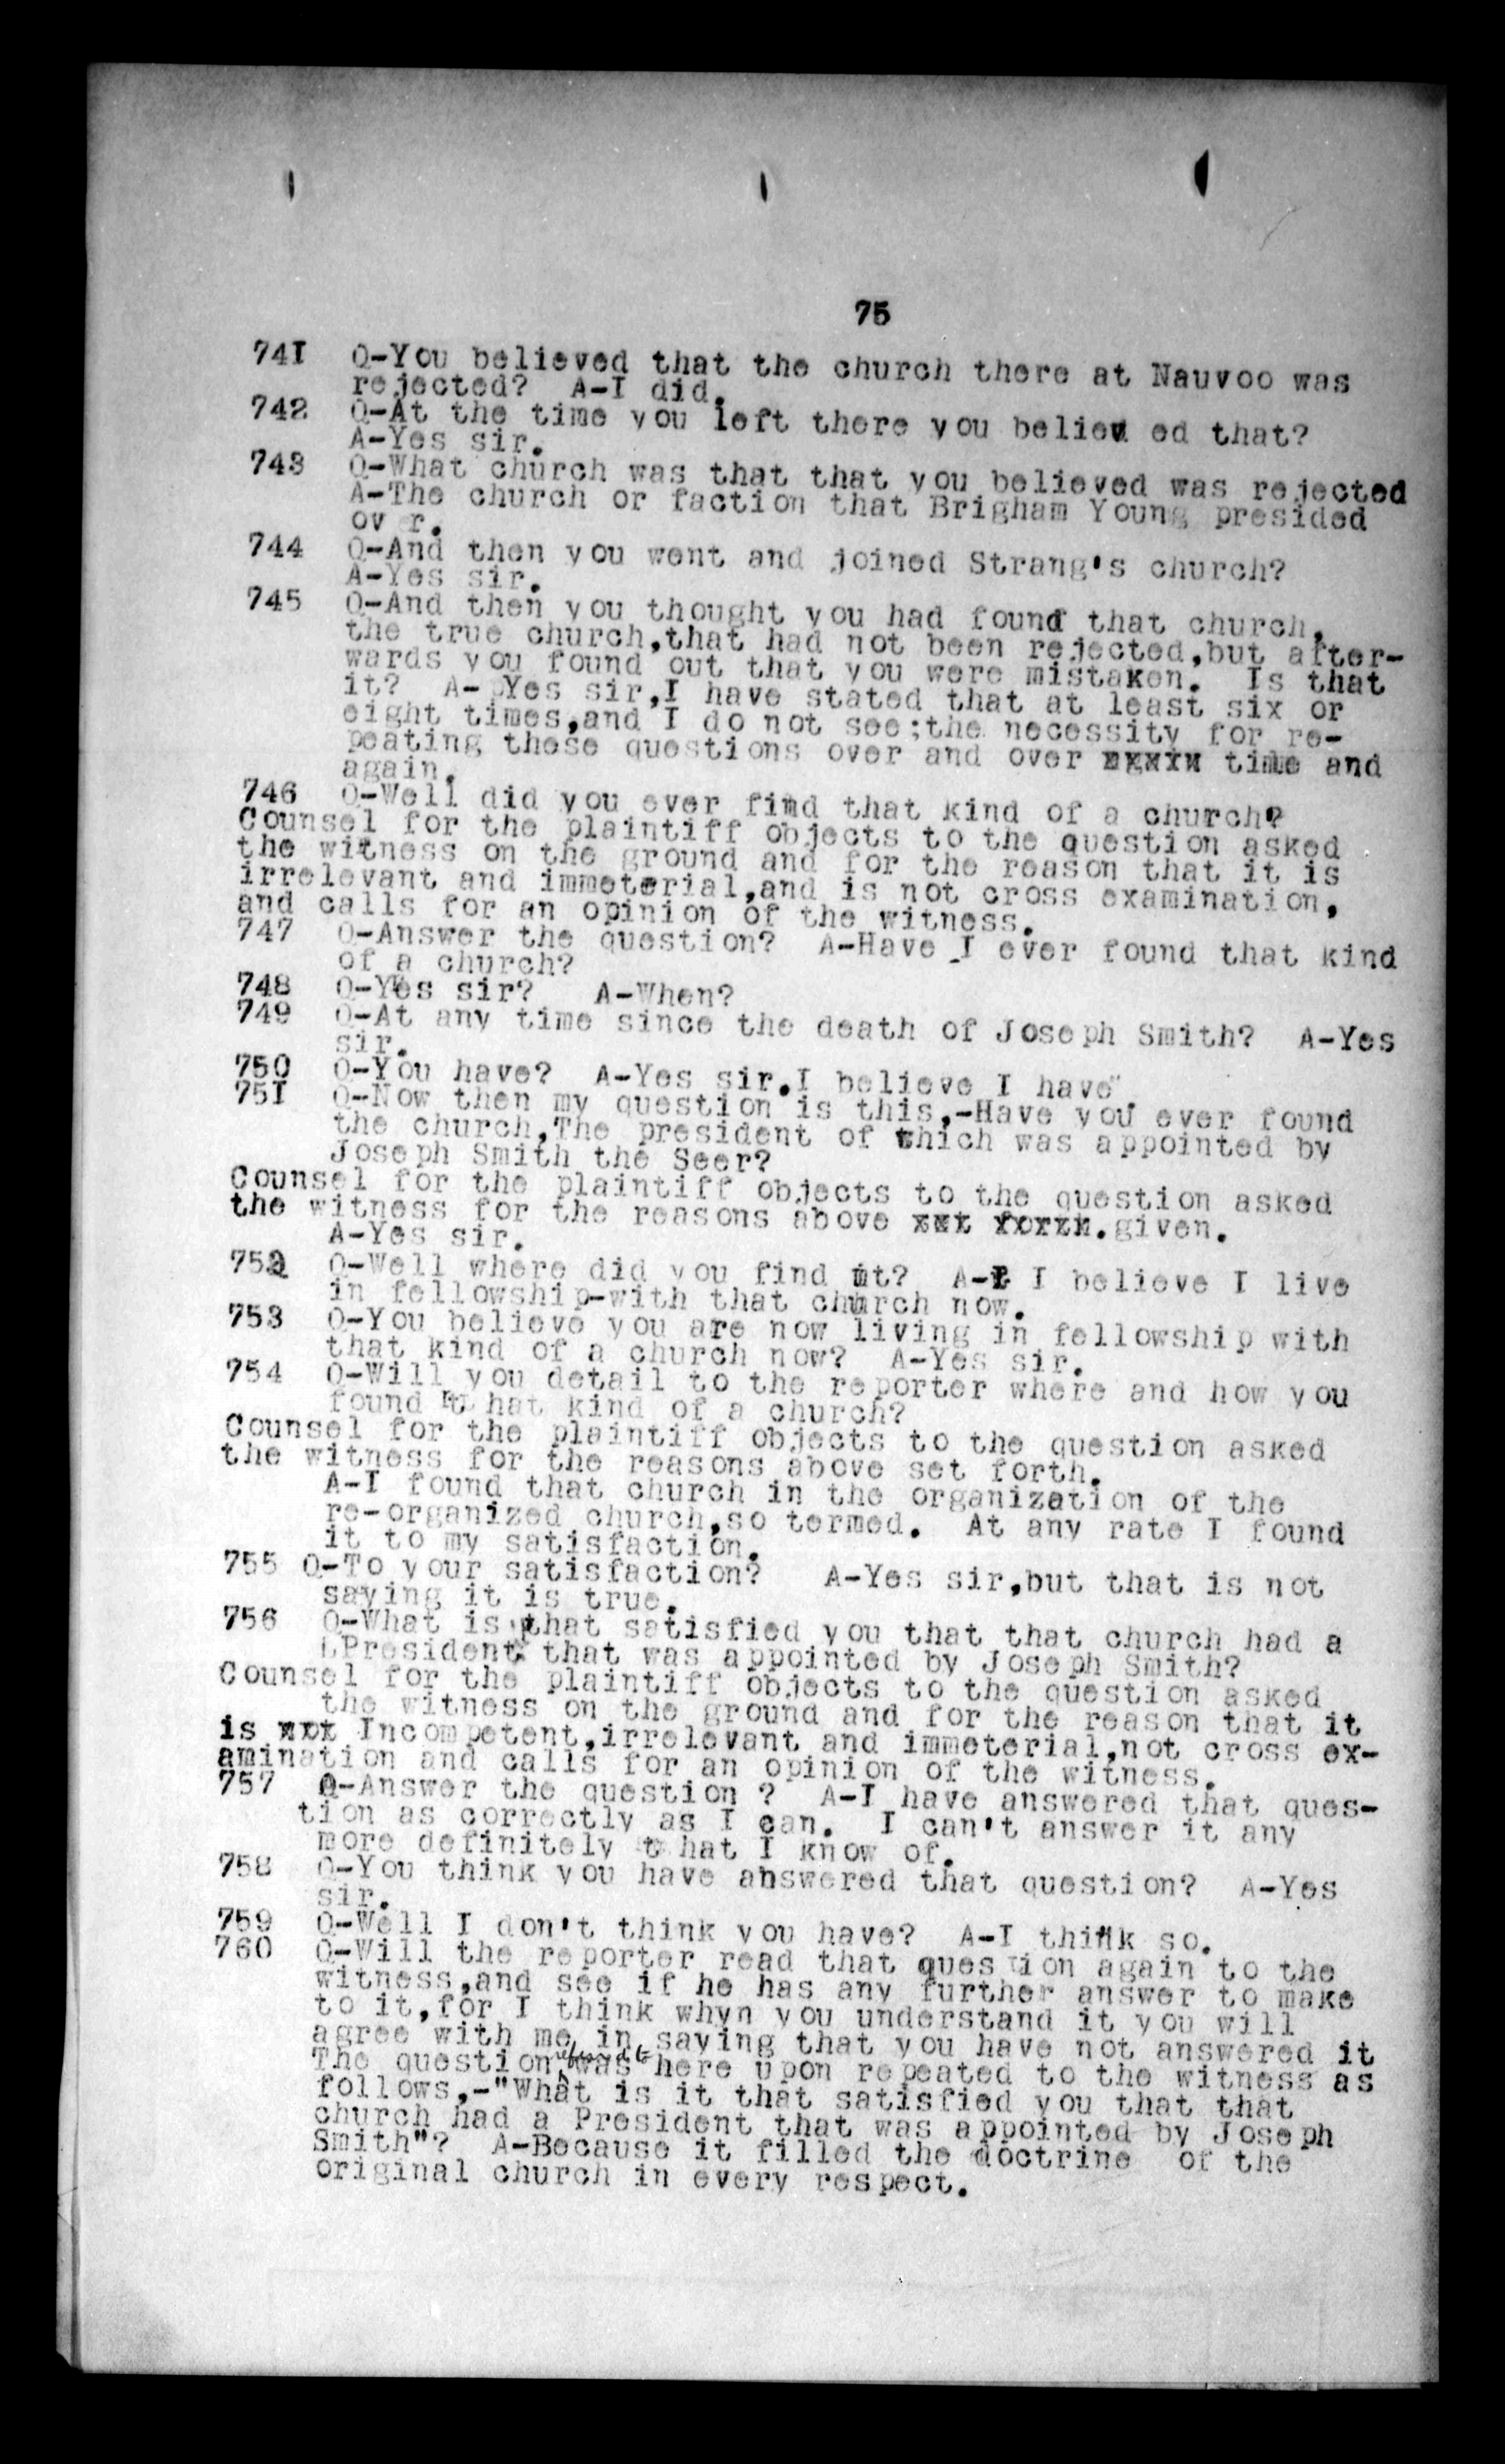 75
741 Q-You believed that the church there at Nauvoo was
rejected? A-I did.
742 Q-At the time you left there you believ ed that?
A-Yes sir.
743 Q-What church was that that you believed was rejected
A-The church or faction that Brigham Young presided
ov r.
744 Q-And then you went and joined Strang's church?
A-Yes sir.
745 Q-And then you thought you had found that church,
the true church,that had not been rejected,but after-
wards you found out that you were mistaken. Is that
it? A- Yes sir,I have stated that at least six or
eight times,and I do not see;the necessity for re-
peating these questions over and over time and
again.
746 Q-Well did you ever find that kind of a church?
Counsel for the plaintiff objects to the question asked
the witness on the ground and for the reason that it is
irrelevant and immeterial,and is not cross examination,
and calls for an opinion of the witness.
747 Q-Answer the question? A-Have I ever found that kind
of a church?
748 Q-Yes sir? A-When?
749 Q-At any time since the death of Joseph Smith? A-Yes
sir.
750 Q-You have? A-Yes sir.I believe I have".
751 Q-Now then my question is this,-Have you ever found
the church,The president of which was appointed by
Joseph Smith the Seer?
Counsel for the plaintiff objects to the question asked
the witness for the reasons above xxt forth.given.
A-Yes sir.
752 Q-Well where did you find it? A- I believe I live
in fellowship-with that church now.
753 Q-You believe you are now living in fellowship with
that kind of a church now? A-Yes sir.
754 Q-Will you detail to the reporter where and how you
found t hat kind of a church?
Counsel for the plaintiff objects to the question asked
the witness for the reasons above set forth.
A-I found that church in the organization of the
re-organized church,so termed. At any rate I found
it to my satisfaction.
755 Q-To your satisfaction? A-Yes sir,but that is not
saying it is true.
756 Q-What is that satisfied you that that church had a
President that was appointed by Joseph Smith?
Counsel for the plaintiff objects to the question asked
the witness on the ground and for the reason that it
is xxt Incompetent,irrelevant and immeterial,not cross ex-
amination and calls for an opinion of the witness.
757 Q-Answer the question ? A-I have answered that ques-
tion as correctly as I can. I can't answer it any
more definitely t hat I know of.
758 Q-You think you have abswered that question? A-Yes
sir.
759 Q-Well I don't think you have? A-I think so.
760 Q-Will the reporter read that question again to the
witness,and see if he has any further answer to make
to it,for I think whyn you understand it you will
agree with me in saying that you have not answered it
The question referred to was here upon repeated to the witness as
follows,-"What is it that satisfied you that that
church had a President that was appointed by Joseph
Smith"? A-Because it filled the doctrine of the
original church in every respect.